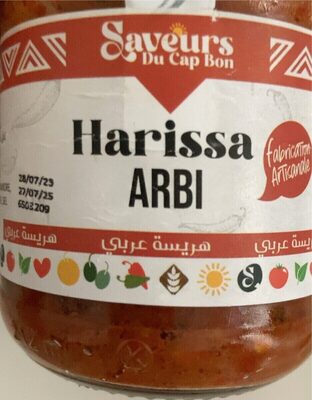 Saveurs
Du Cap Bon
Harissa
ARBI
Fabrication
Artisanale
28/07/23
27/07/25
6503209
هريسة عربي
هريسة عربي
هريسة عربي